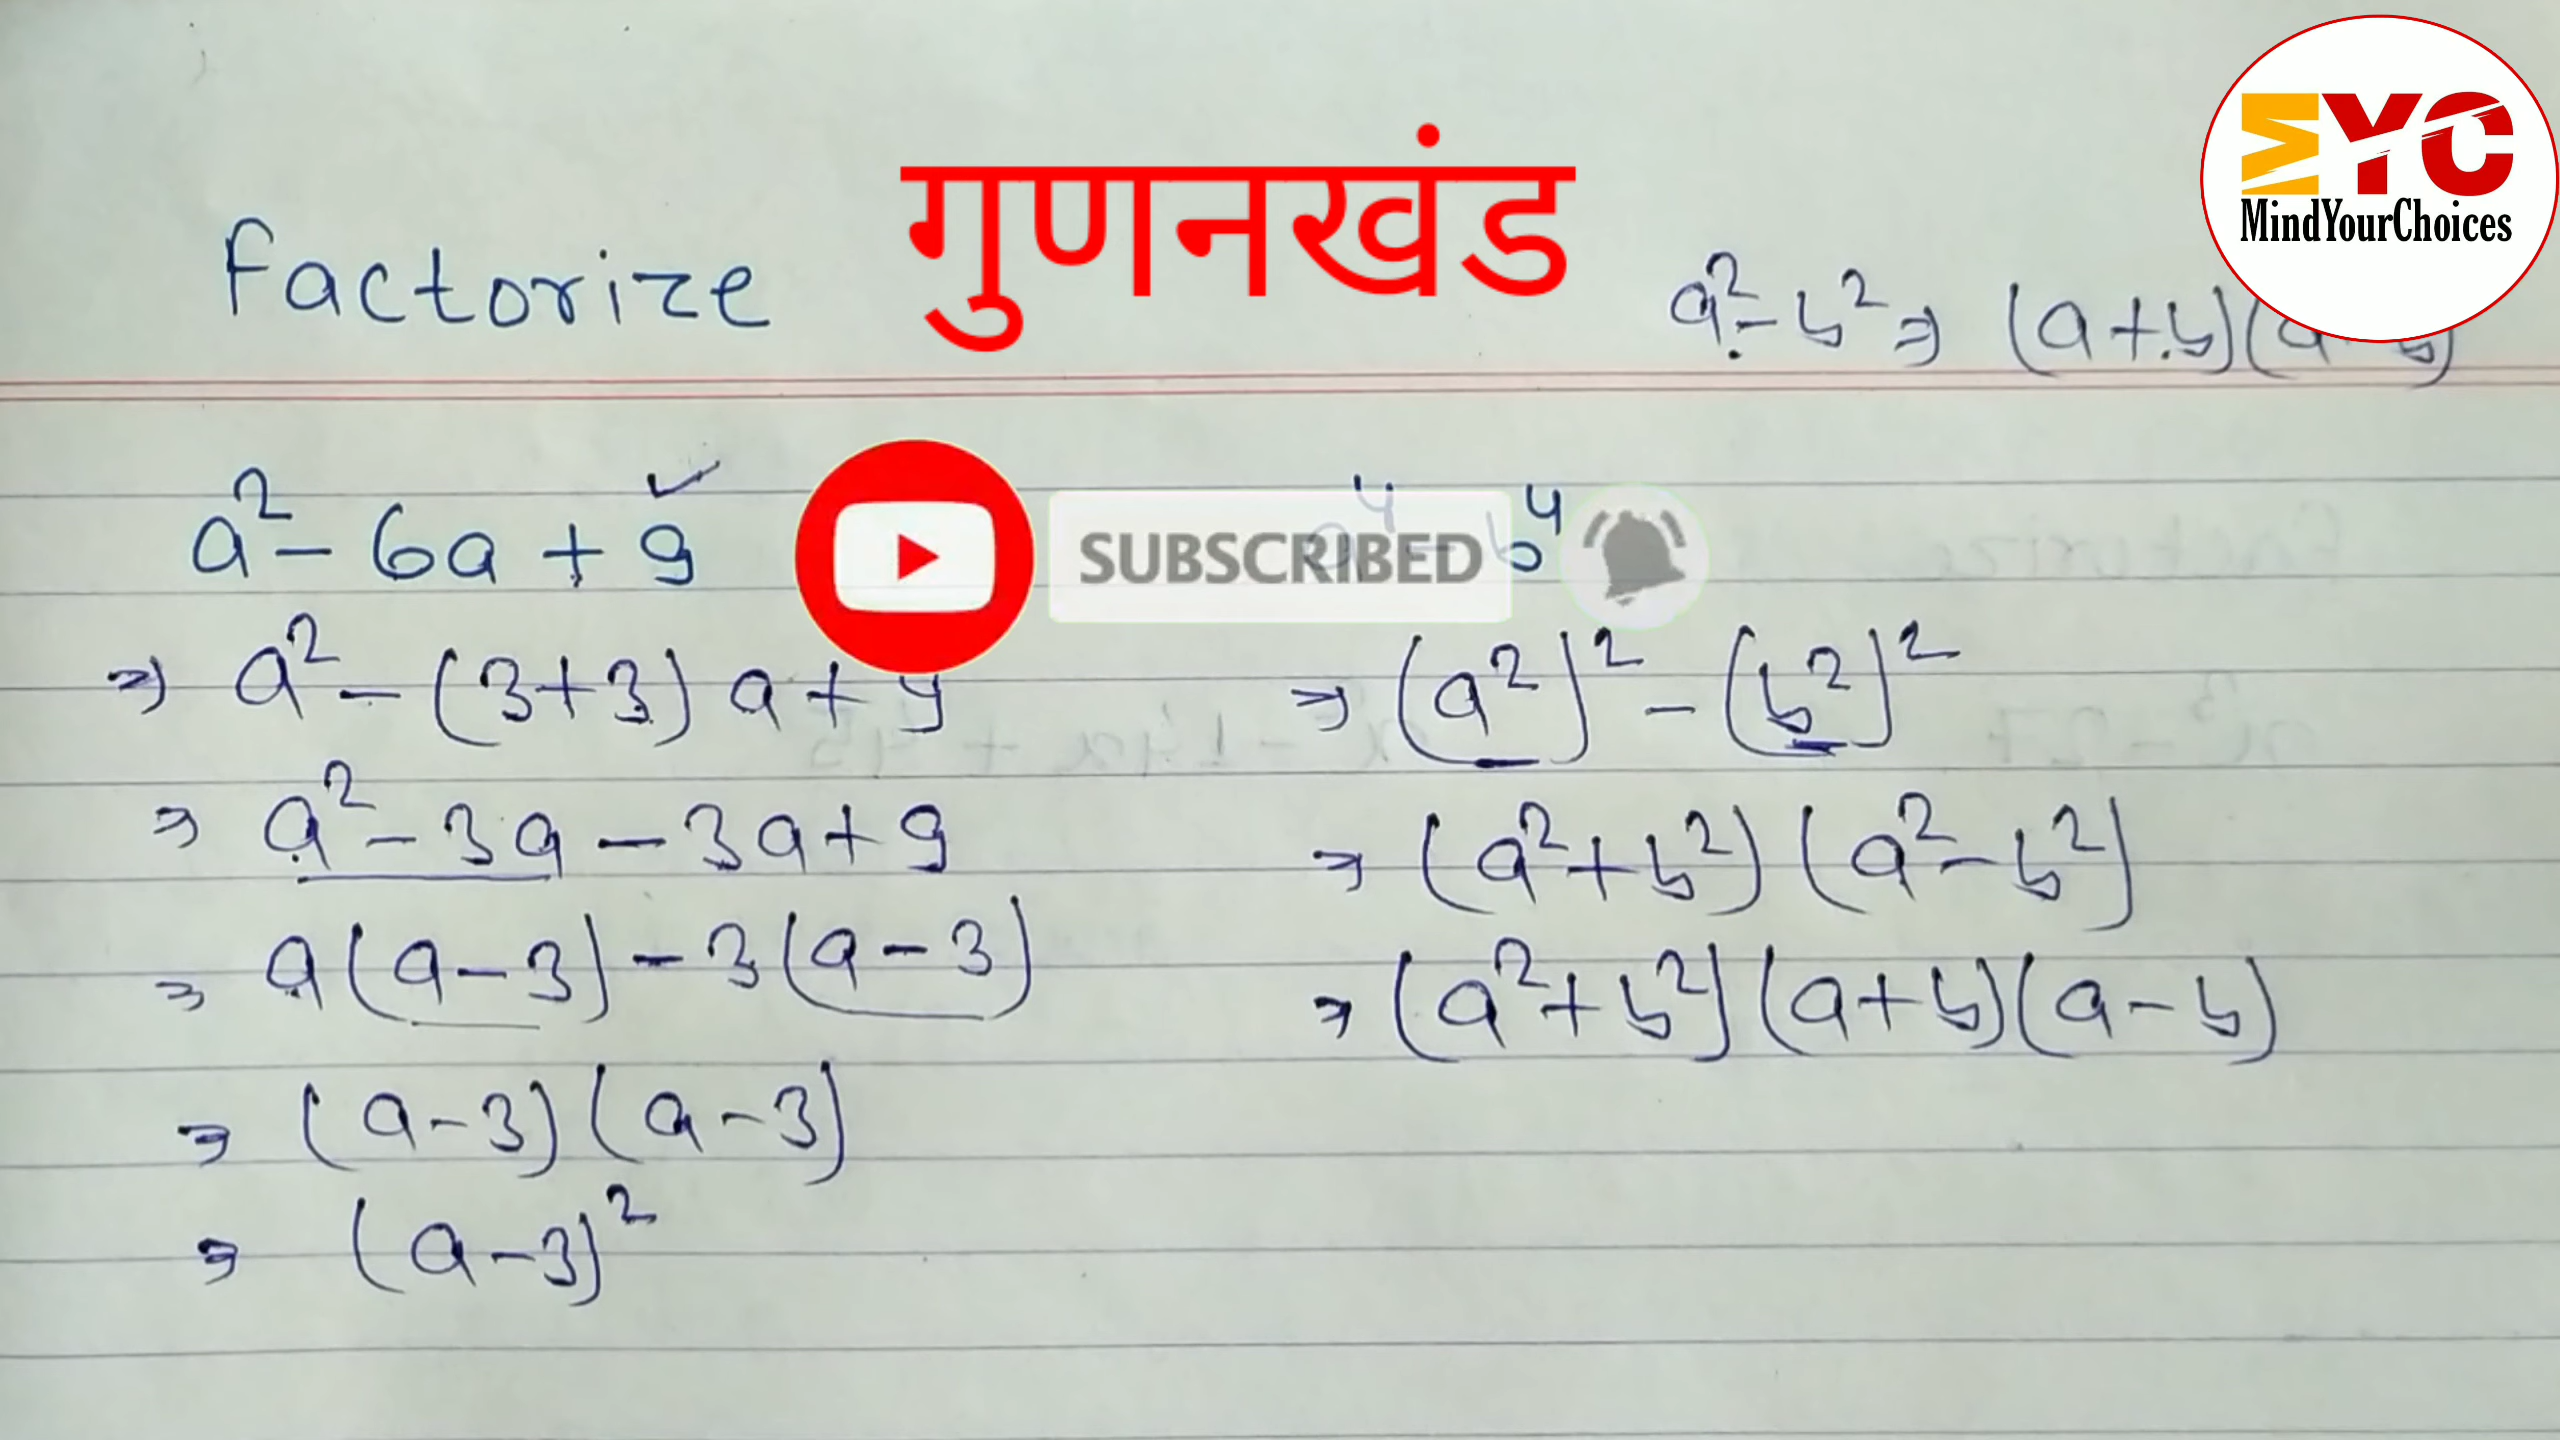 MYC
MindYourChoices
Factorize
गुणनखंड
a² - b² ⇒ (a+b)(a-b)
a² - 6a + 9
⇒ a² - (3+3) a + 9
⇒ a² - 3a - 3a + 9
⇒ a(a-3) - 3(a-3)
⇒ (a-3)(a-3)
⇒ (a-3)²
SUBSCRIBED
a⁴ - b⁴
⇒ (a²)² - (b²)²
⇒ (a²+b²)(a²-b²)
⇒ (a²+b²)(a+b)(a-b)